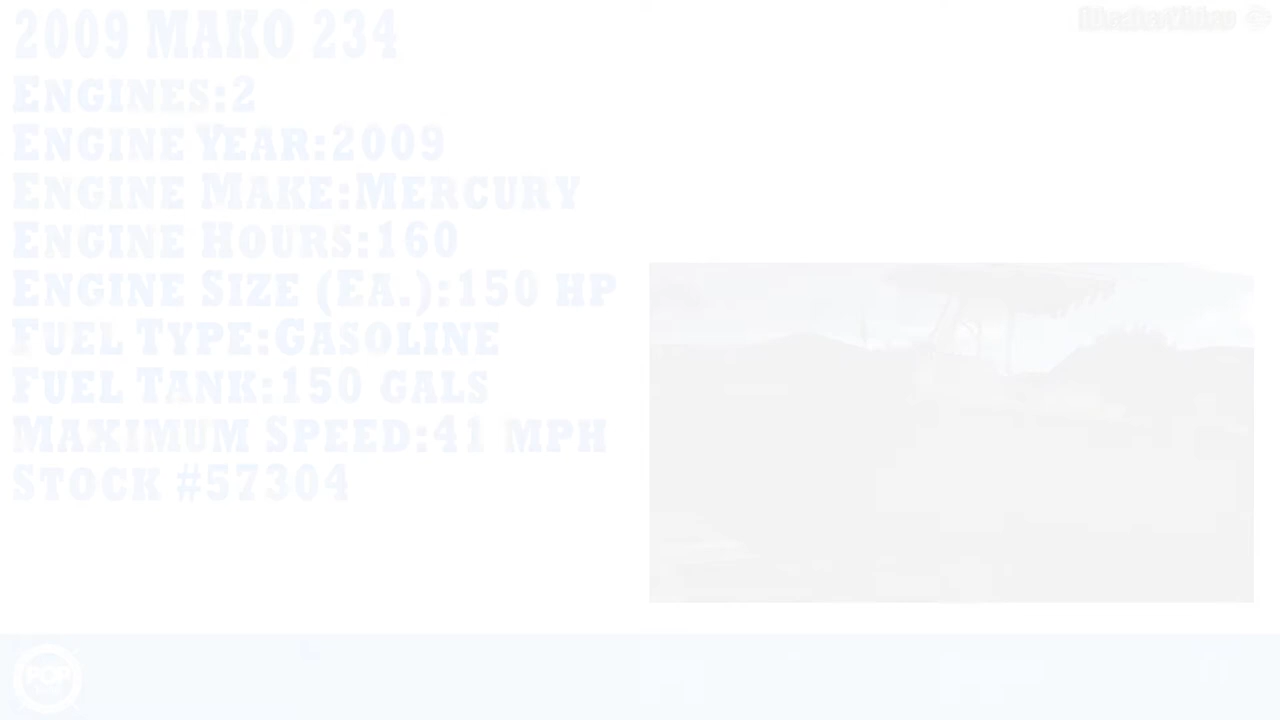 2009 MAKO 234
ENGINES:2
ENGINE YEAR:2009
ENGINE MAKE:MERCURY
ENGINE HOURS:160
ENGINE SIZE (EA.):150 HP
FUEL TYPE:GASOLINE
FUEL TANK:150 GALS
MAXIMUM SPEED:41 MPH
STOCK #57304
POP